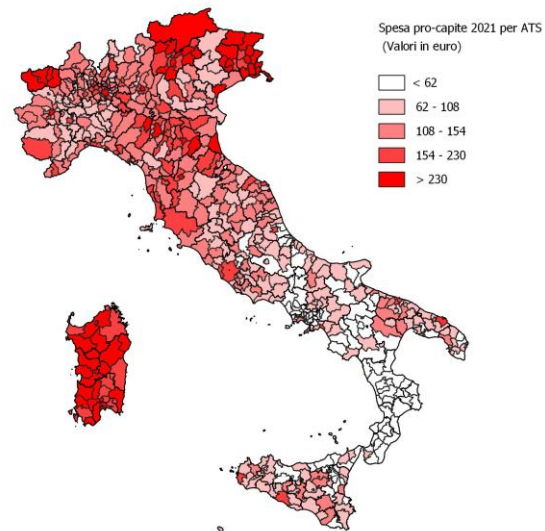 Spesa pro-capite 2021 per ATS
(Valori in euro)
< 62
62 - 108
108 - 154
154 - 230
> 230